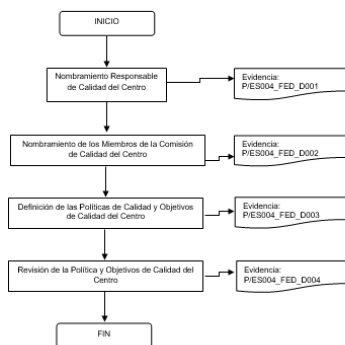 INICIO
Nombramiento Responsable
de Calidad del Centro
Evidencia:
P/ES004_FED_D001
Nombramiento de los Miembros de la Comisión
de Calidad del Centro
Evidencia:
P/ES004_FED_D002
Definición de las Políticas de Calidad y Objetivos
de Calidad del Centro
Evidencia:
P/ES004_FED_D003
Revisión de la Política y Objetivos de Calidad del
Centro
Evidencia:
P/ES004_FED_D004
FIN